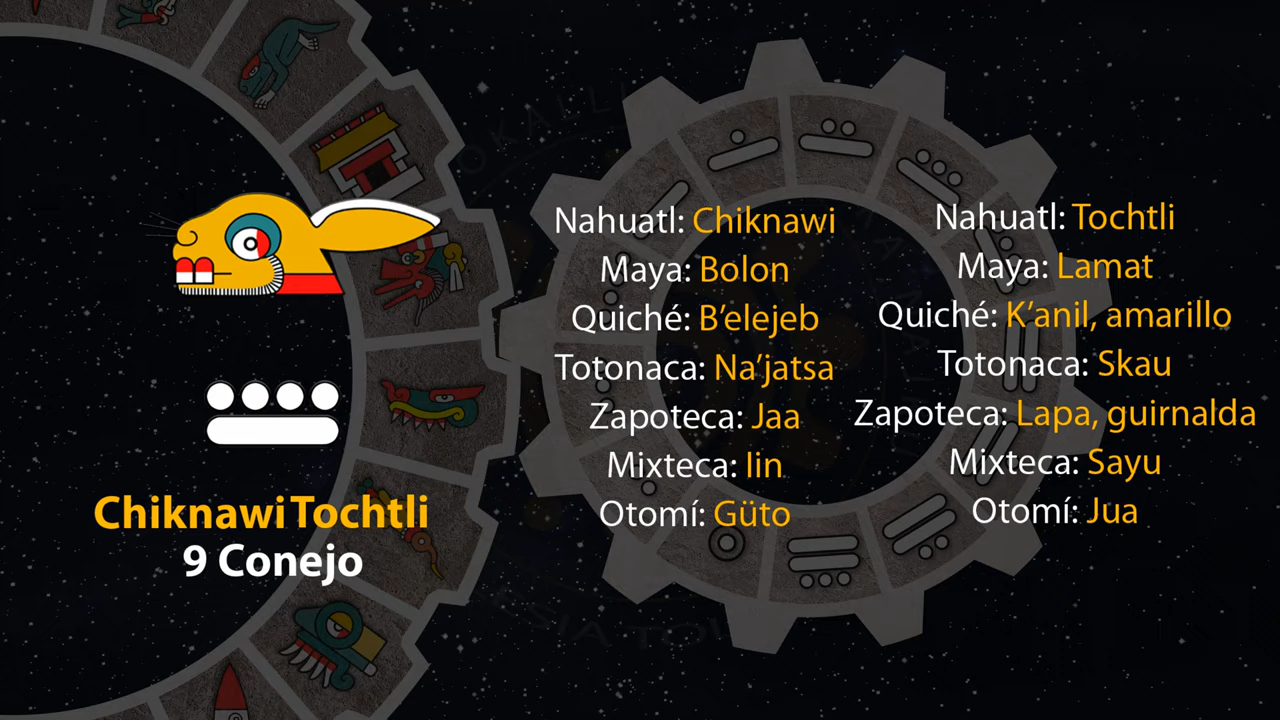 Nahuatl: Chiknawi
Maya: Bolon
Quiché: B’elejeb
Totonaca: Na’jatsa
Zapoteca: Jaa
Mixteca: Iin
Otomí: Güto
Nahuatl: Tochtli
Maya: Lamat
Quiché: K’anil, amarillo
Totonaca: Skau
Zapoteca: Lapa, guirnalda
Mixteca: Sayu
Otomí: Jua
Chiknawi Tochtli
9 Conejo